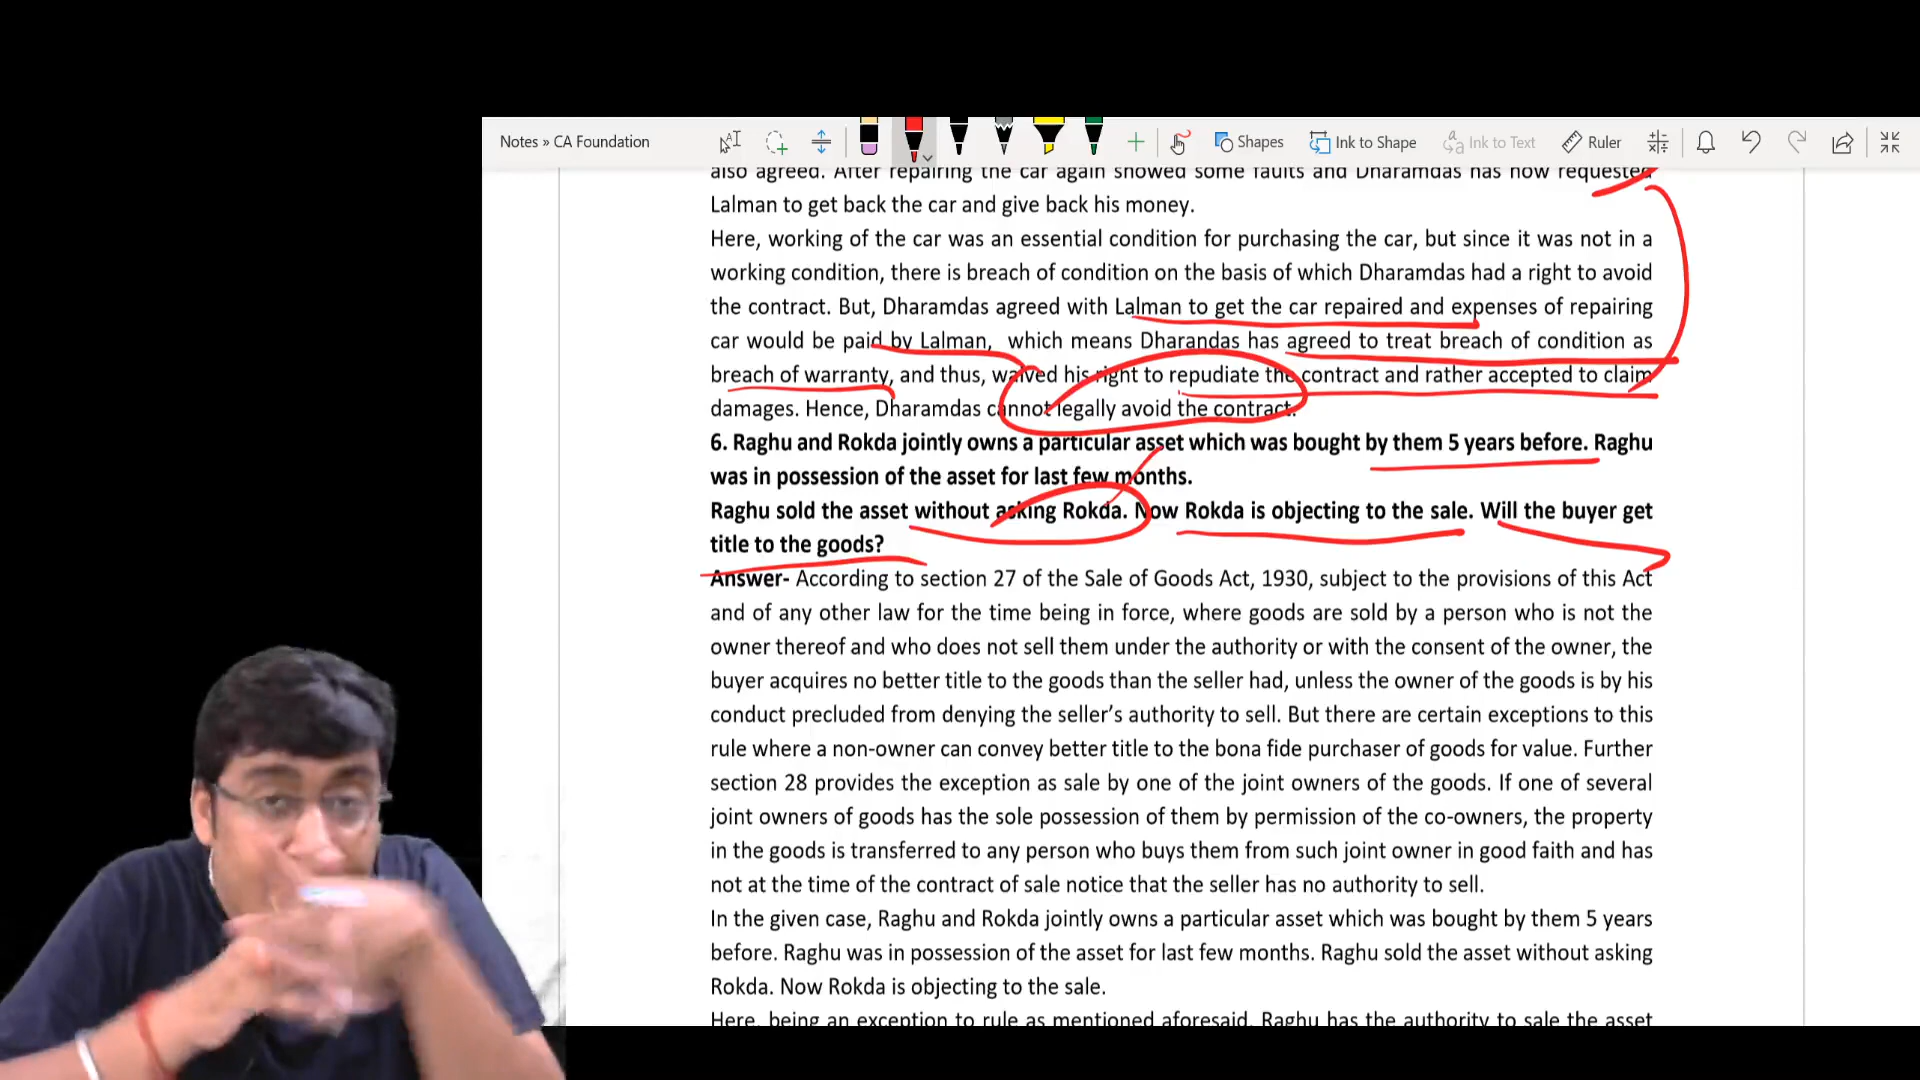 Notes » CA Foundation
Shapes
Ink to Shape
Ink to Text
Ruler
also agreed. After repairing the car again showed some faults and Dharamdas has now requested
Lalman to get back the car and give back his money.
Here, working of the car was an essential condition for purchasing the car, but since it was not in a
working condition, there is breach of condition on the basis of which Dharamdas had a right to avoid
the contract. But, Dharamdas agreed with Lalman to get the car repaired and expenses of repairing
car would be paid by Lalman, which means Dharandas has agreed to treat breach of condition as
breach of warranty, and thus, waived his right to repudiate the contract and rather accepted to claim
damages. Hence, Dharamdas cannot legally avoid the contract.
6. Raghu and Rokda jointly owns a particular asset which was bought by them 5 years before. Raghu
was in possession of the asset for last few months.
Raghu sold the asset without asking Rokda. Now Rokda is objecting to the sale. Will the buyer get
title to the goods?
Answer- According to section 27 of the Sale of Goods Act, 1930, subject to the provisions of this Act
and of any other law for the time being in force, where goods are sold by a person who is not the
owner thereof and who does not sell them under the authority or with the consent of the owner, the
buyer acquires no better title to the goods than the seller had, unless the owner of the goods is by his
conduct precluded from denying the seller’s authority to sell. But there are certain exceptions to this
rule where a non-owner can convey better title to the bona fide purchaser of goods for value. Further
section 28 provides the exception as sale by one of the joint owners of the goods. If one of several
joint owners of goods has the sole possession of them by permission of the co-owners, the property
in the goods is transferred to any person who buys them from such joint owner in good faith and has
not at the time of the contract of sale notice that the seller has no authority to sell.
In the given case, Raghu and Rokda jointly owns a particular asset which was bought by them 5 years
before. Raghu was in possession of the asset for last few months. Raghu sold the asset without asking
Rokda. Now Rokda is objecting to the sale.
Here, being an exception to rule as mentioned aforesaid, Raghu has the authority to sale the asset